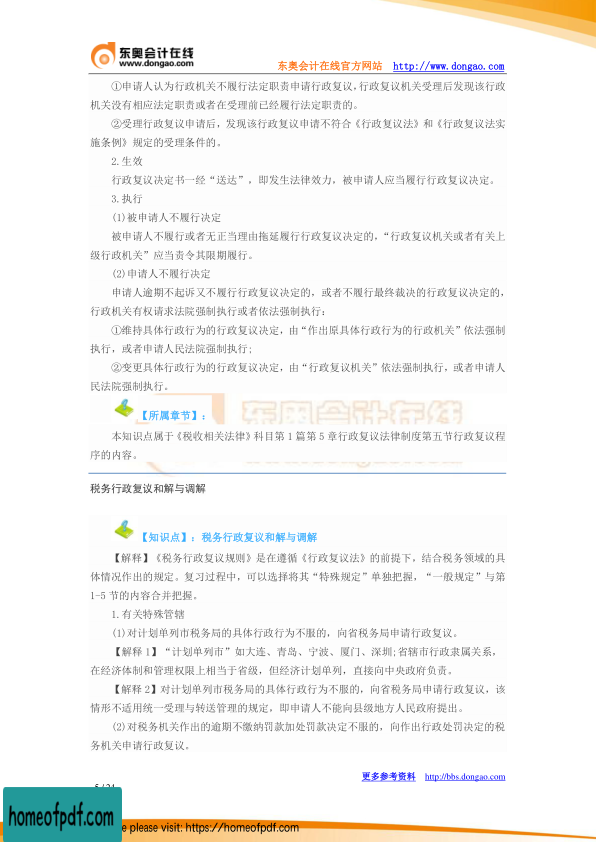 东奥会计在线
www.dongao.com
东奥会计在线官方网站 http://www.dongao.com
①申请人认为行政机关不履行法定职责申请行政复议，行政复议机关受理后发现该行政
机关没有相应法定职责或者在受理前已经履行法定职责的。
②受理行政复议申请后，发现该行政复议申请不符合《行政复议法》和《行政复议法实
施条例》规定的受理条件的。
2.生效
行政复议决定书一经“送达”，即发生法律效力，被申请人应当履行行政复议决定。
3.执行
(1)被申请人不履行决定
被申请人不履行或者无正当理由拖延履行行政复议决定的，“行政复议机关或者有关上
级行政机关”应当责令其限期履行。
(2)申请人不履行决定
申请人逾期不起诉又不履行行政复议决定的，或者不履行最终裁决的行政复议决定的，
行政机关有权请求法院强制执行或者依法强制执行：
①维持具体行政行为的行政复议决定，由“作出原具体行政行为的行政机关”依法强制
执行，或者申请人民法院强制执行；
②变更具体行政行为的行政复议决定，由“行政复议机关”依法强制执行，或者申请人
民法院强制执行。
【所属章节】：
本知识点属于《税收相关法律》科目第1篇第5章行政复议法律制度第五节行政复议程
序的内容。
税务行政复议和解与调解
【知识点】：税务行政复议和解与调解
【解释】《税务行政复议规则》是在遵循《行政复议法》的前提下，结合税务领域的具
体情况作出的规定。复习过程中，可以选择将其“特殊规定”单独把握，“一般规定”与第
1-5节的内容合并把握。
1.有关特殊管辖
(1)对计划单列市税务局的具体行政行为不服的，向省税务局申请行政复议。
【解释1】“计划单列市”如大连、青岛、宁波、厦门、深圳;省辖市行政隶属关系，
在经济体制和管理权限上相当于省级，但经济计划单列，直接向中央政府负责。
【解释2】对计划单列市税务局的具体行政行为不服的，向省税务局申请行政复议，该
情形不适用统一受理与转送管理的规定，即申请人不能向县级地方人民政府提出。
(2)对税务机关作出的逾期不缴纳罚款加处罚款决定不服的，向作出行政处罚决定的税
务机关申请行政复议。
更多参考资料 http://bbs.dongao.com
homeofpdf.com
e please visit: https://homeofpdf.com